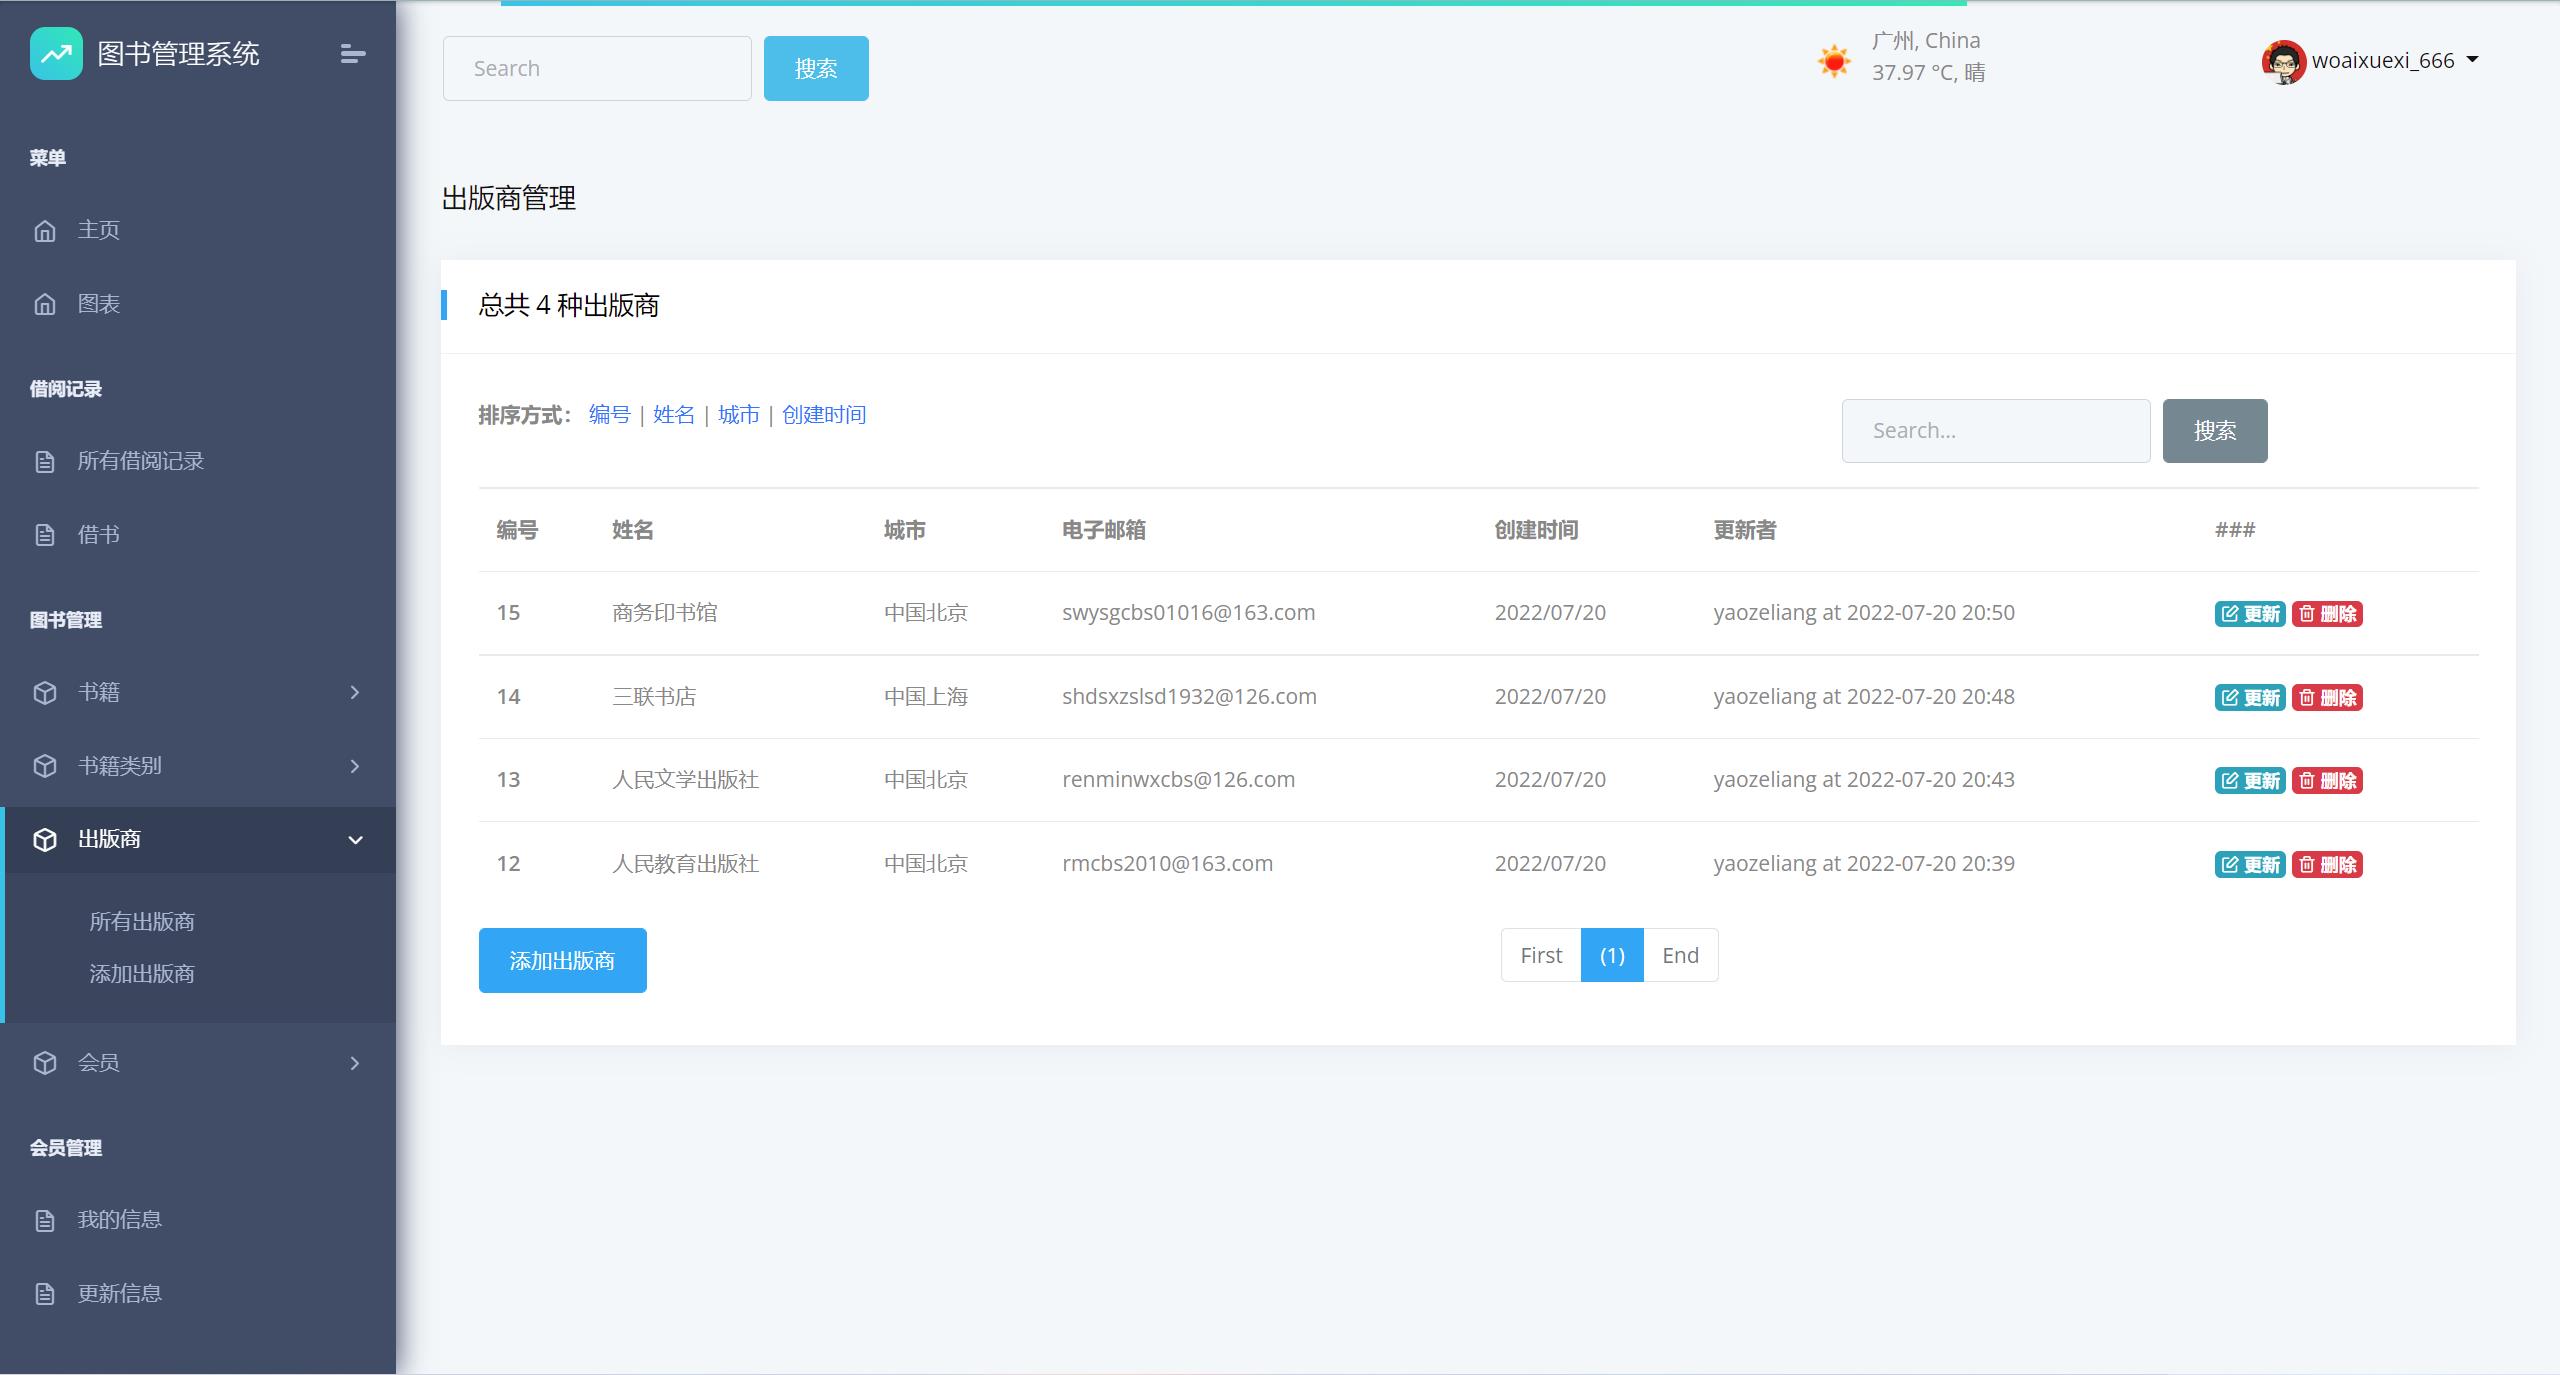 图书管理系统
菜单
主页
图表
借阅记录
所有借阅记录
借书
图书管理
书籍
书籍类别
出版商
所有出版商
添加出版商
会员
会员管理
我的信息
更新信息
Search 搜索
广州, China
37.97 °C, 晴
woaixuexi_666
出版商管理
总共 4 种出版商
排序方式: 编号 | 姓名 | 城市 | 创建时间
Search... 搜索
编号 姓名 城市 电子邮箱 创建时间 更新者 ###
15 商务印书馆 中国北京 swysgcbs01016@163.com 2022/07/20 yaozeliang at 2022-07-20 20:50 更新 删除
14 三联书店 中国上海 shdsxzslsd1932@126.com 2022/07/20 yaozeliang at 2022-07-20 20:48 更新 删除
13 人民文学出版社 中国北京 renminwxcbs@126.com 2022/07/20 yaozeliang at 2022-07-20 20:43 更新 删除
12 人民教育出版社 中国北京 rmcbs2010@163.com 2022/07/20 yaozeliang at 2022-07-20 20:39 更新 删除
添加出版商 First (1) End